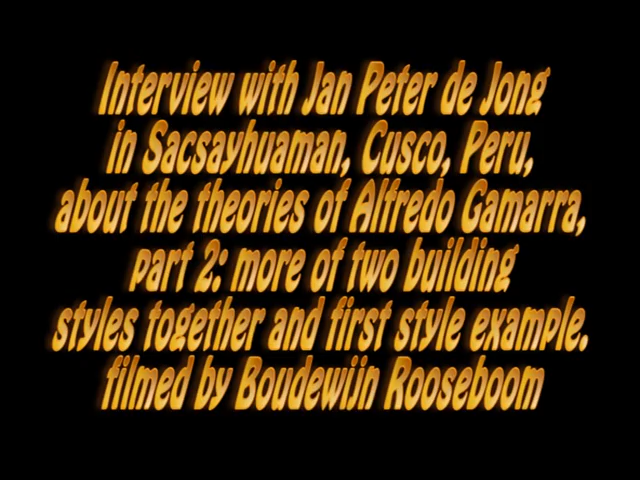 Interview with Jan Peter de Jong
in Sacsayhuaman, Cusco, Peru,
about the theories of Alfredo Gamarra,
part 2: more of two building
styles together and first style example.
filmed by Boudewijn Rooseboom